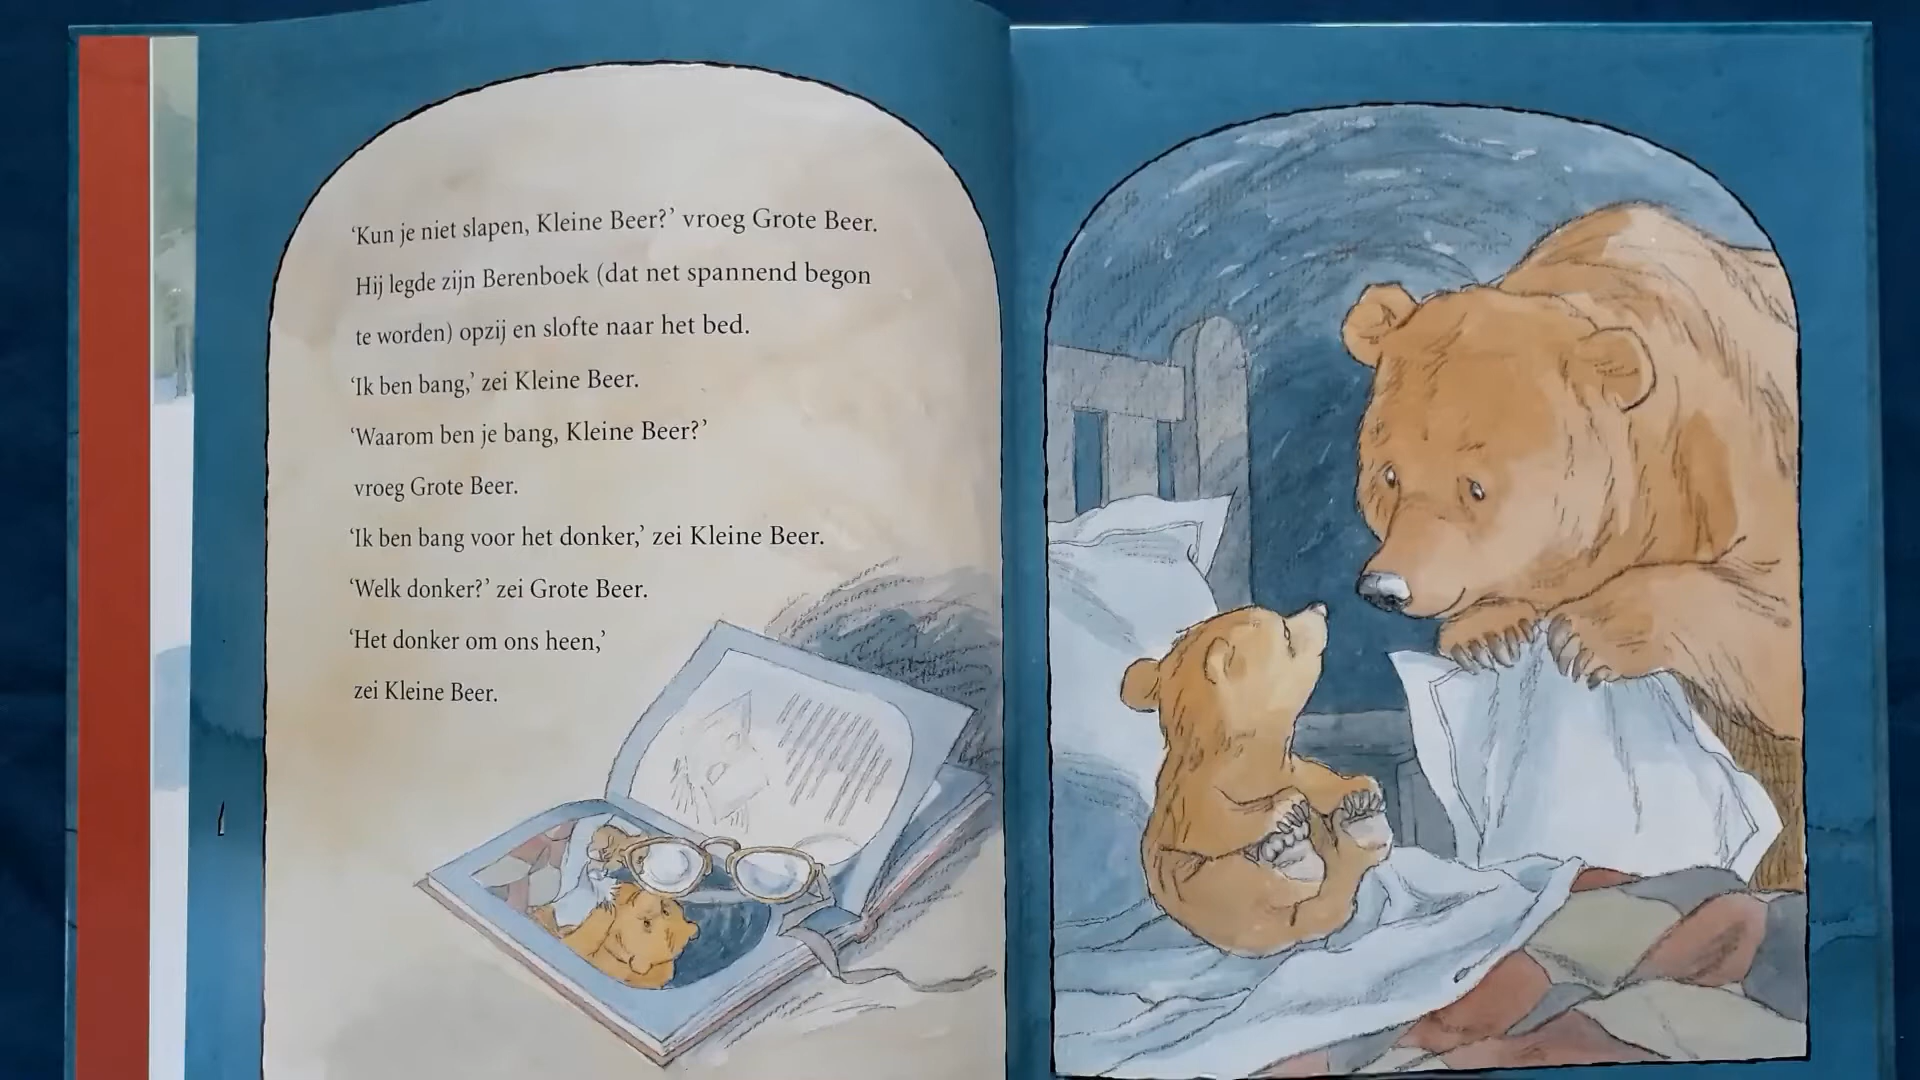 ‘Kun je niet slapen, Kleine Beer?’ vroeg Grote Beer.
Hij legde zijn Berenboek (dat net spannend begon
te worden) opzij en slofte naar het bed.
‘Ik ben bang,’ zei Kleine Beer.
‘Waarom ben je bang, Kleine Beer?’
vroeg Grote Beer.
‘Ik ben bang voor het donker,’ zei Kleine Beer.
‘Welk donker?’ zei Grote Beer.
‘Het donker om ons heen,’
zei Kleine Beer.